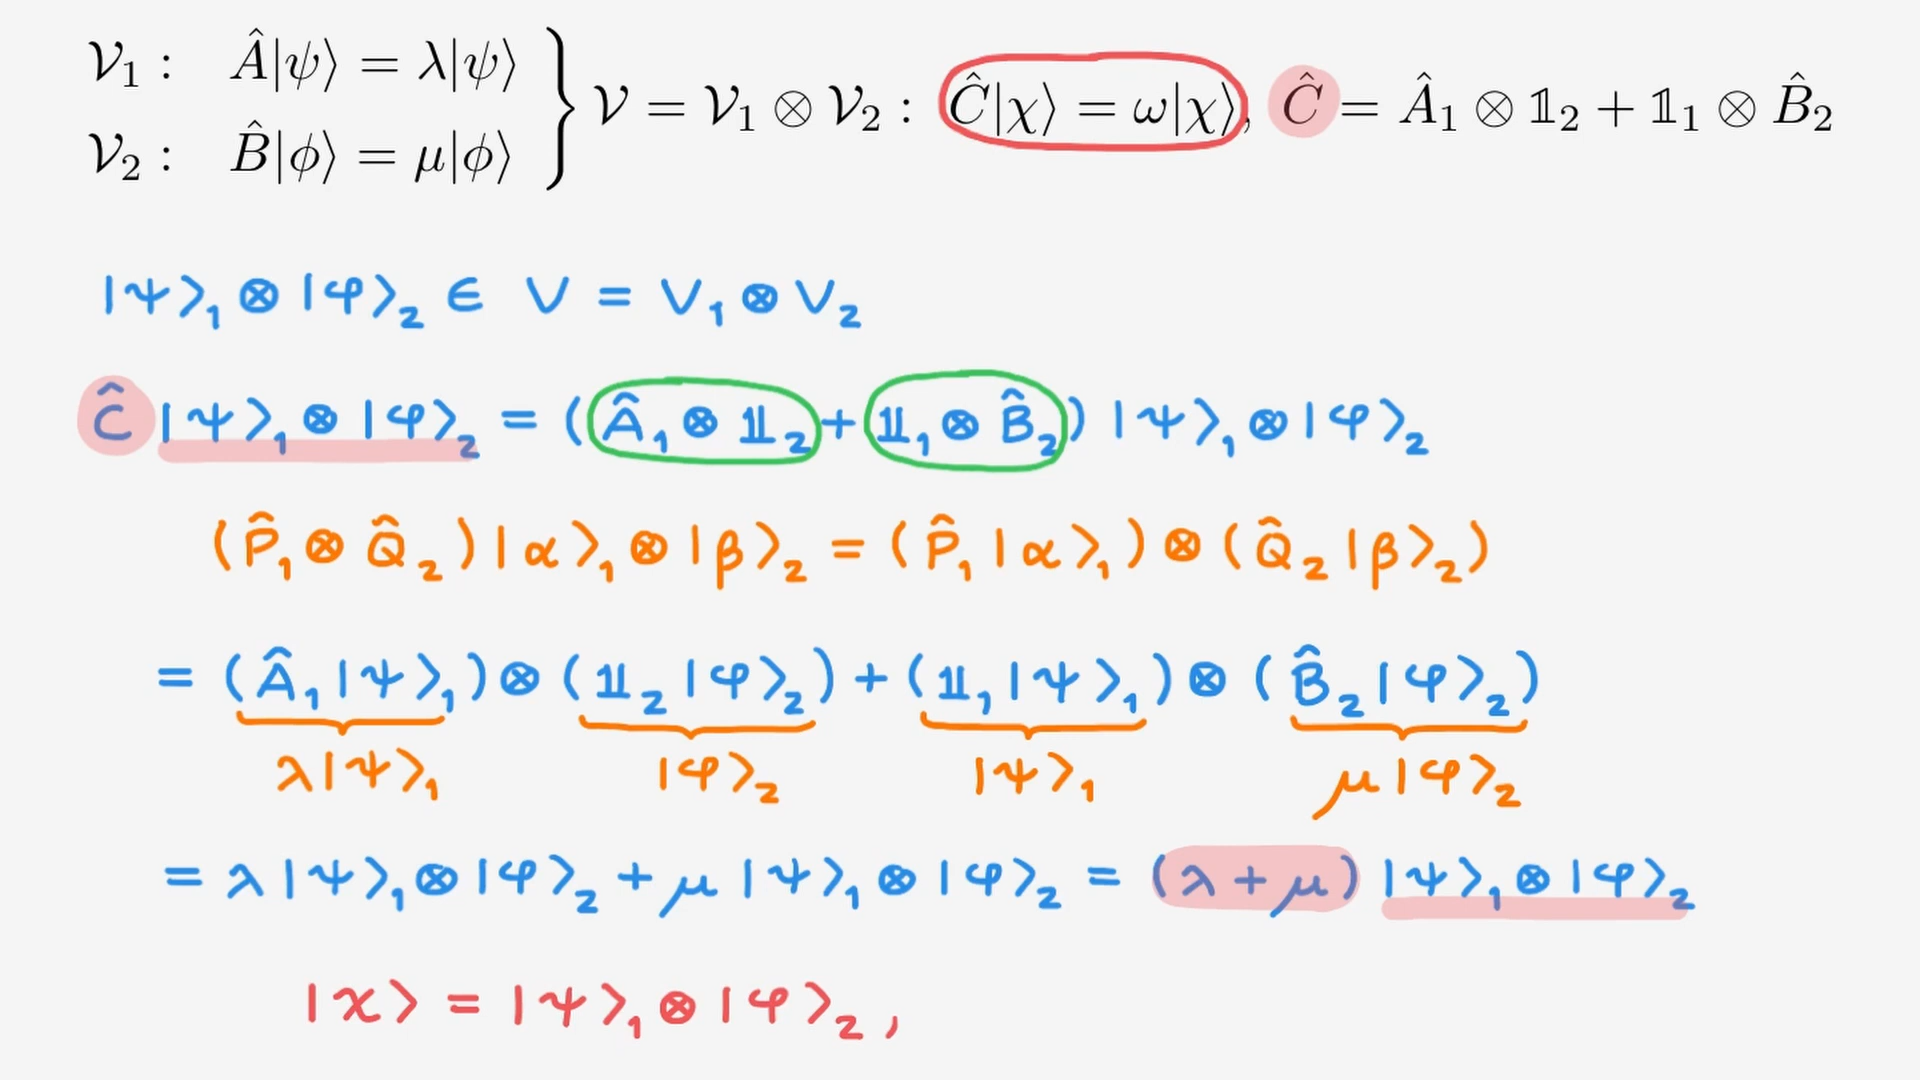 𝒱₁ : Â|ψ⟩ = λ|ψ⟩
𝒱₂ : B̂|ϕ⟩ = μ|ϕ⟩
} 𝒱 = 𝒱₁ ⊗ 𝒱₂ : Ĉ|χ⟩ = ω|χ⟩, Ĉ = Â₁ ⊗ 𝟙₂ + 𝟙₁ ⊗ B̂₂
|ψ⟩₁ ⊗ |φ⟩₂ ∈ V = V₁ ⊗ V₂
Ĉ |ψ⟩₁ ⊗ |φ⟩₂ = (Â₁ ⊗ 𝟙₂ + 𝟙₁ ⊗ B̂₂) |ψ⟩₁ ⊗ |φ⟩₂
(P̂₁ ⊗ Q̂₂) |α⟩₁ ⊗ |β⟩₂ = (P̂₁ |α⟩₁) ⊗ (Q̂₂ |β⟩₂)
= (Â₁ |ψ⟩₁) ⊗ (𝟙₂ |φ⟩₂) + (𝟙₁ |ψ⟩₁) ⊗ (B̂₂ |φ⟩₂)
λ|ψ⟩₁ |φ⟩₂ |ψ⟩₁ μ|φ⟩₂
= λ |ψ⟩₁ ⊗ |φ⟩₂ + μ |ψ⟩₁ ⊗ |φ⟩₂ = (λ + μ) |ψ⟩₁ ⊗ |φ⟩₂
|χ⟩ = |ψ⟩₁ ⊗ |φ⟩₂ ,